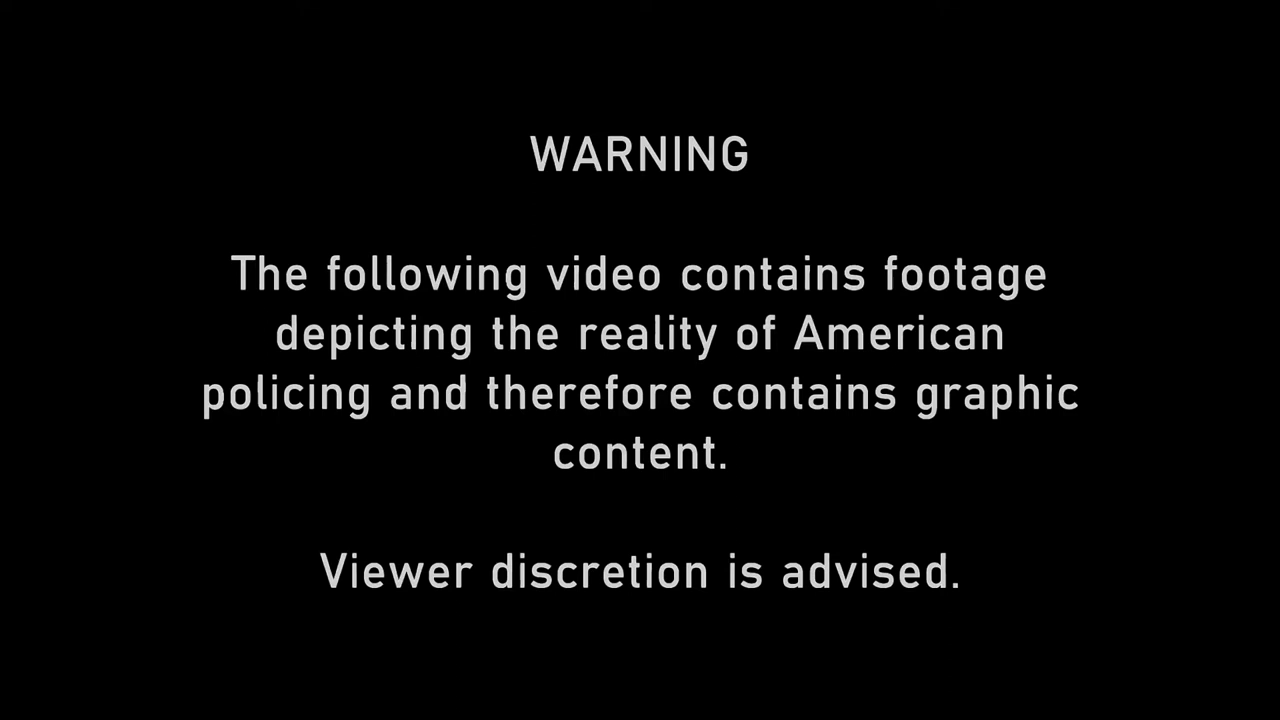 WARNING
The following video contains footage
depicting the reality of American
policing and therefore contains graphic
content.
Viewer discretion is advised.